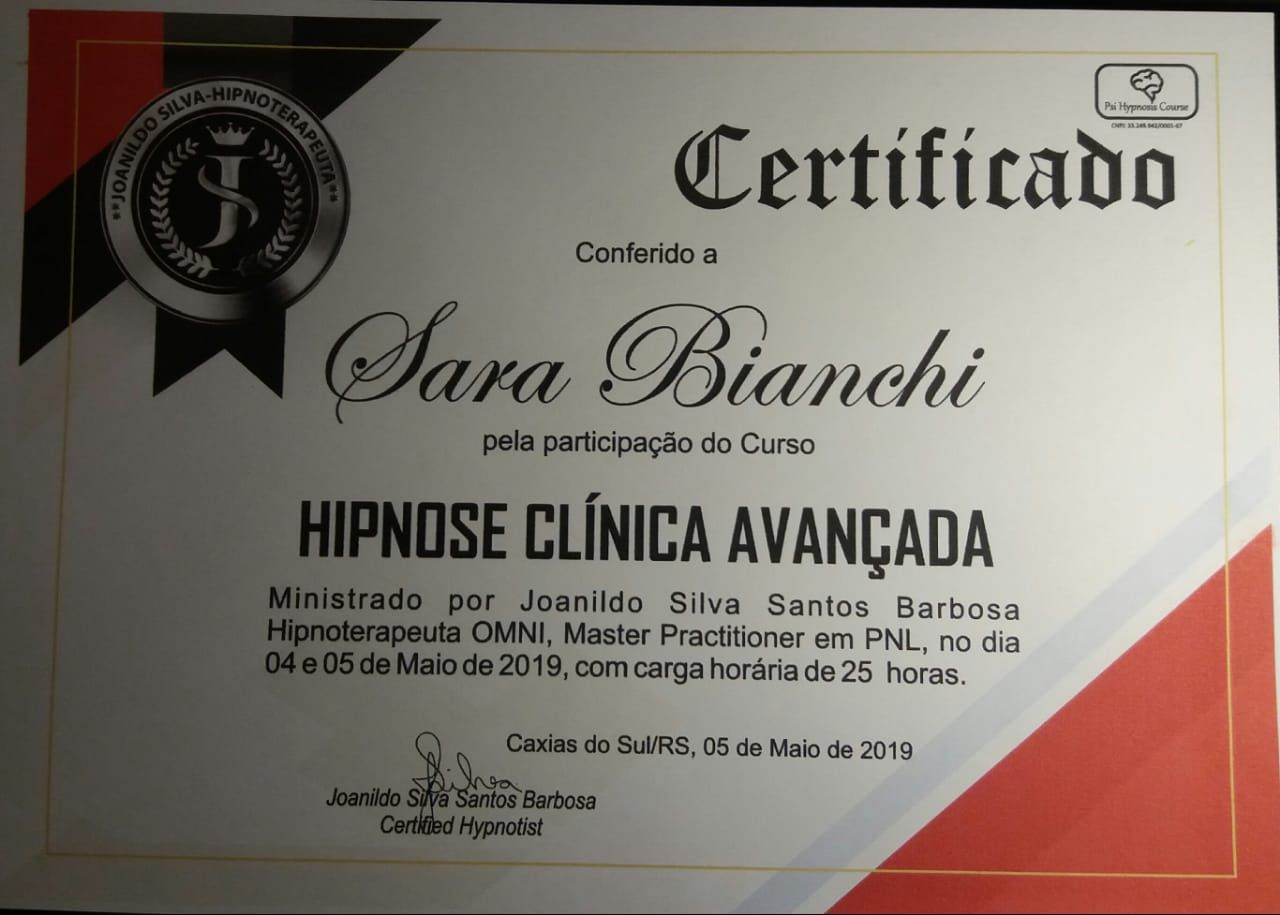 **JOANILDO SILVA-HIPNOTERAPEUTA**
JS
Psi Hypnosis Course
Certificado
Conferido a
Sara Bianchi
pela participação do Curso
HIPNOSE CLÍNICA AVANÇADA
Ministrado por Joanildo Silva Santos Barbosa
Hipnoterapeuta OMNI, Master Practitioner em PNL, no dia
04 e 05 de Maio de 2019, com carga horária de 25 horas.
Caxias do Sul/RS, 05 de Maio de 2019
Joanildo Silva Santos Barbosa
Certified Hypnotist